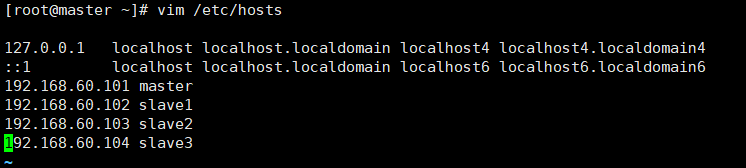 [root@master ~]# vim /etc/hosts
127.0.0.1   localhost localhost.localdomain localhost4 localhost4.localdomain4
::1         localhost localhost.localdomain localhost6 localhost6.localdomain6
192.168.60.101 master
192.168.60.102 slave1
192.168.60.103 slave2
192.168.60.104 slave3
~